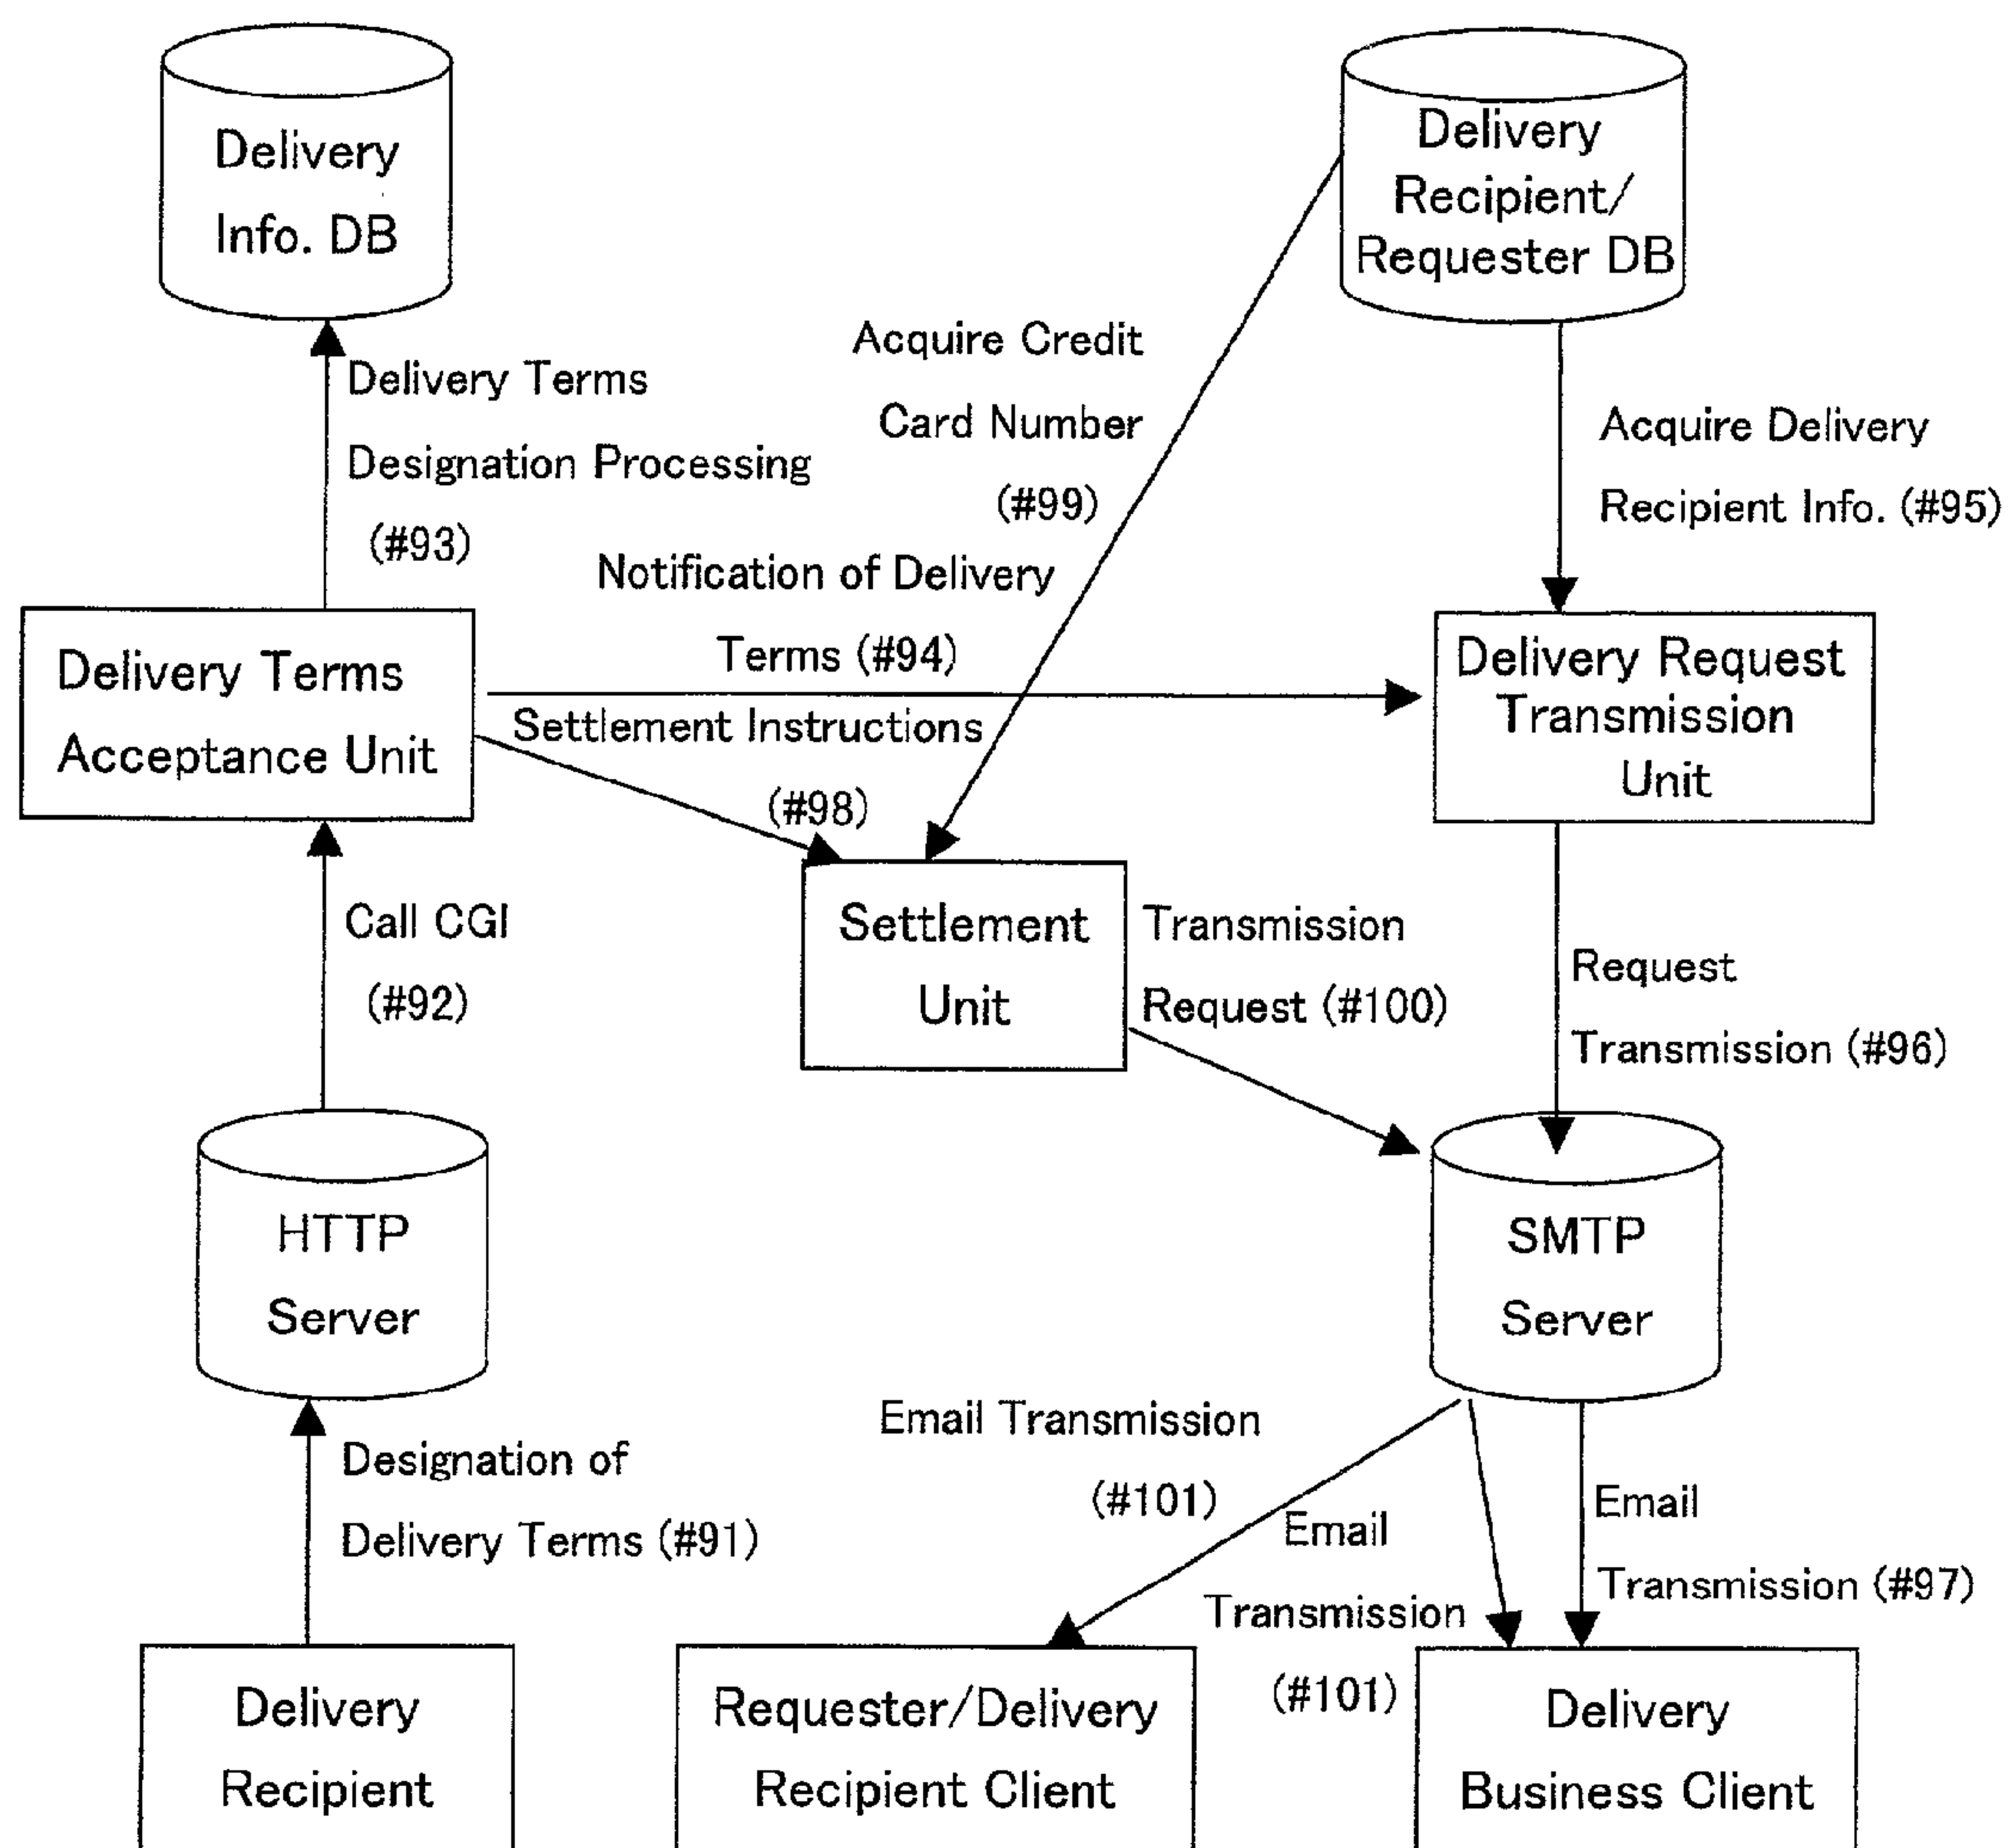 Delivery
Info. DB
Delivery
Recipient/
Requester DB
Acquire Credit
Card Number
(#99)
Delivery Terms
Designation Processing
(#93)
Acquire Delivery
Recipient Info. (#95)
Notification of Delivery
Terms (#94)
Delivery Terms
Acceptance Unit
Delivery Request
Transmission
Unit
Settlement Instructions
(#98)
Call CGI
(#92)
Settlement
Unit
Transmission
Request (#100)
Request
Transmission (#96)
HTTP
Server
SMTP
Server
Designation of
Delivery Terms (#91)
Email Transmission
(#101)
Email
Transmission
(#101)
Email
Transmission (#97)
Delivery
Recipient
Requester/Delivery
Recipient Client
Delivery
Business Client